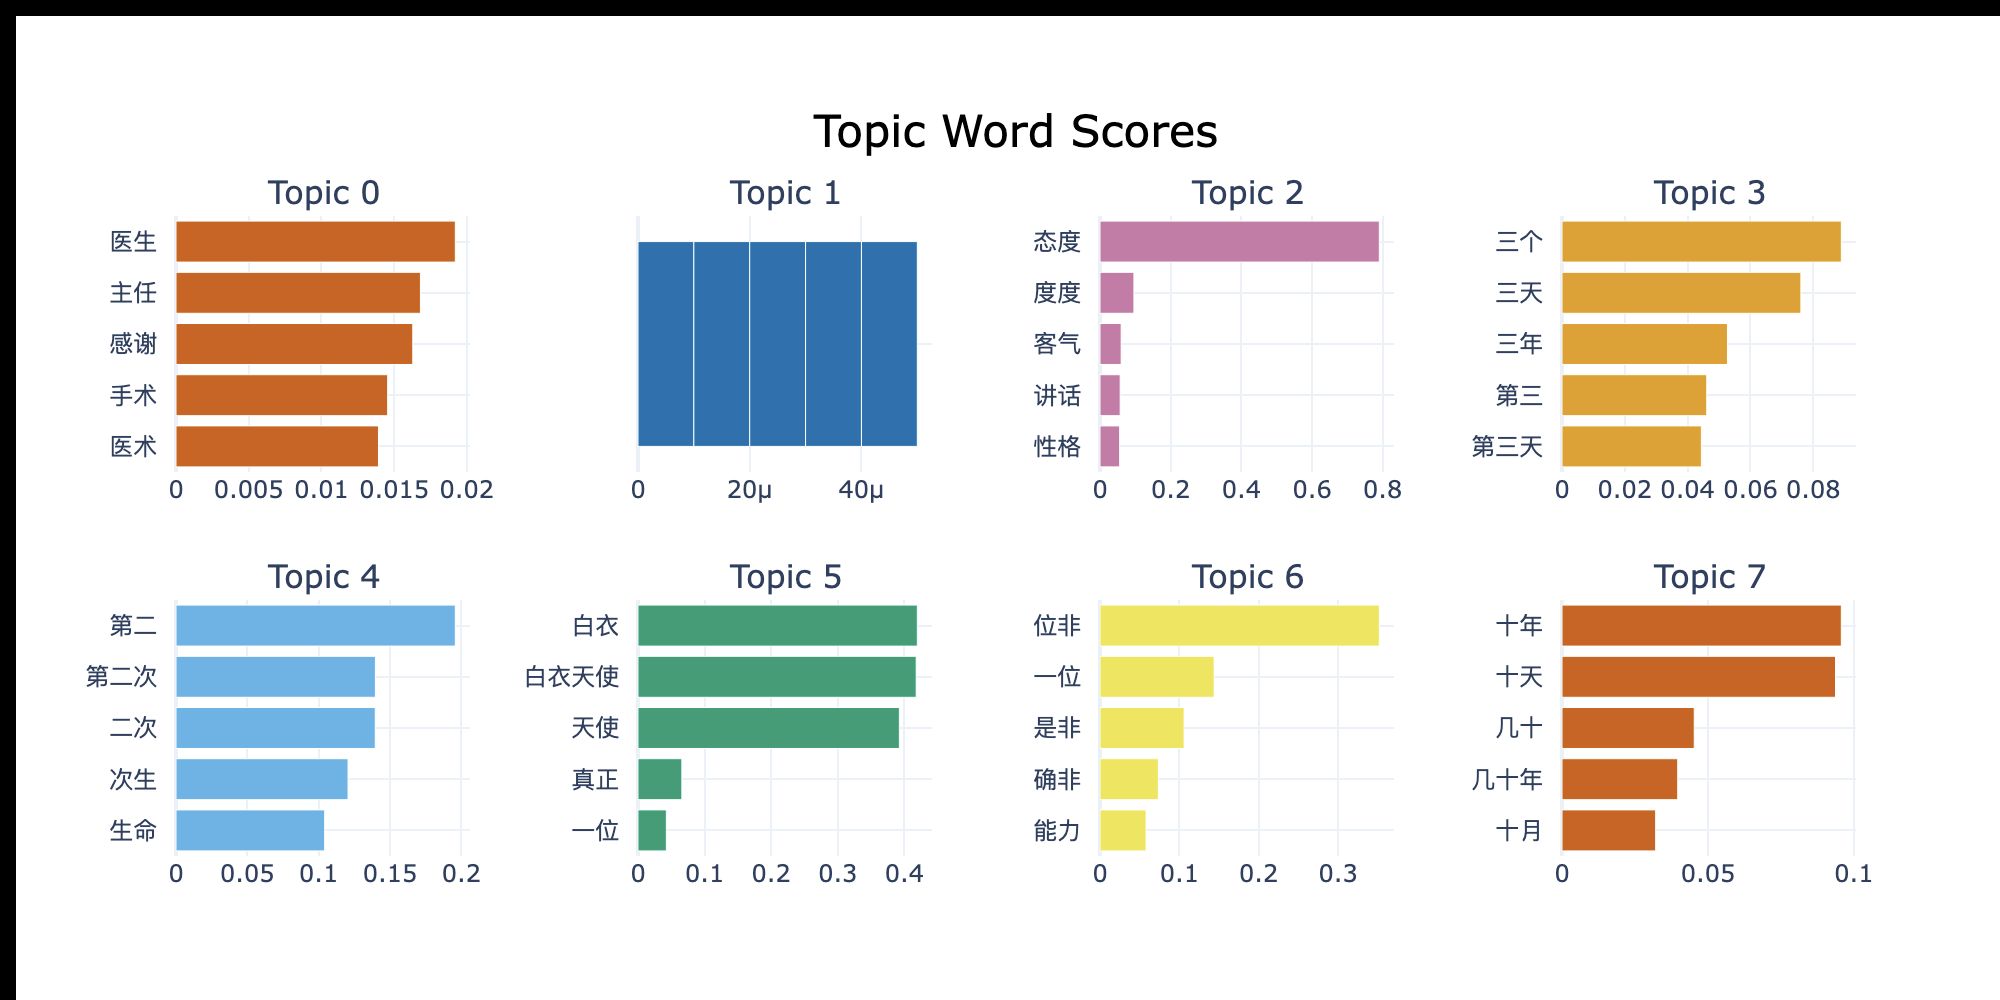 Topic Word Scores
Topic 0
医生
主任
感谢
手术
医术
0 0.005 0.01 0.015 0.02
Topic 1
0 20μ 40μ
Topic 2
态度
度度
客气
讲话
性格
0 0.2 0.4 0.6 0.8
Topic 3
三个
三天
三年
第三
第三天
0 0.02 0.04 0.06 0.08
Topic 4
第二
第二次
二次
次生
生命
0 0.05 0.1 0.15 0.2
Topic 5
白衣
白衣天使
天使
真正
一位
0 0.1 0.2 0.3 0.4
Topic 6
位非
一位
是非
确非
能力
0 0.1 0.2 0.3
Topic 7
十年
十天
几十
几十年
十月
0 0.05 0.1